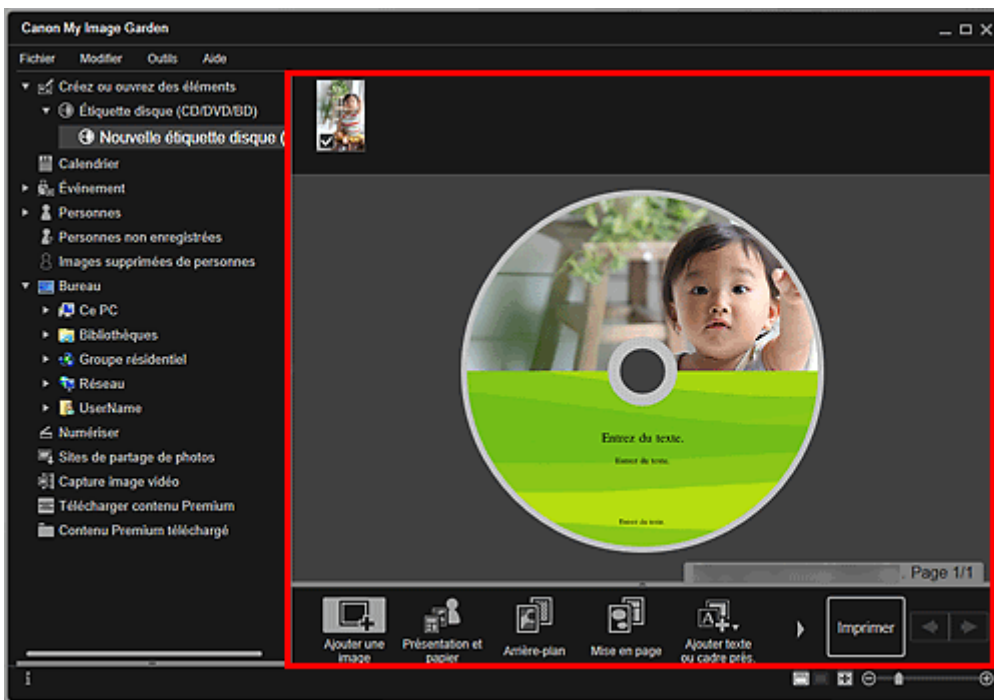 Canon My Image Garden
Fichier Modifier Outils Aide
Créez ou ouvrez des éléments
Étiquette disque (CD/DVD/BD)
Nouvelle étiquette disque (
Calendrier
Événement
Personnes
Personnes non enregistrées
Images supprimées de personnes
Bureau
Ce PC
Bibliothèques
Groupe résidentiel
Réseau
UserName
Numériser
Sites de partage de photos
Capture image vidéo
Télécharger contenu Premium
Contenu Premium téléchargé
Entrez du texte.
Entrez du texte.
Entrez du texte.
Page 1/1
Ajouter une image
Présentation et papier
Arrière-plan
Mise en page
Ajouter texte ou cadre près.
Imprimer